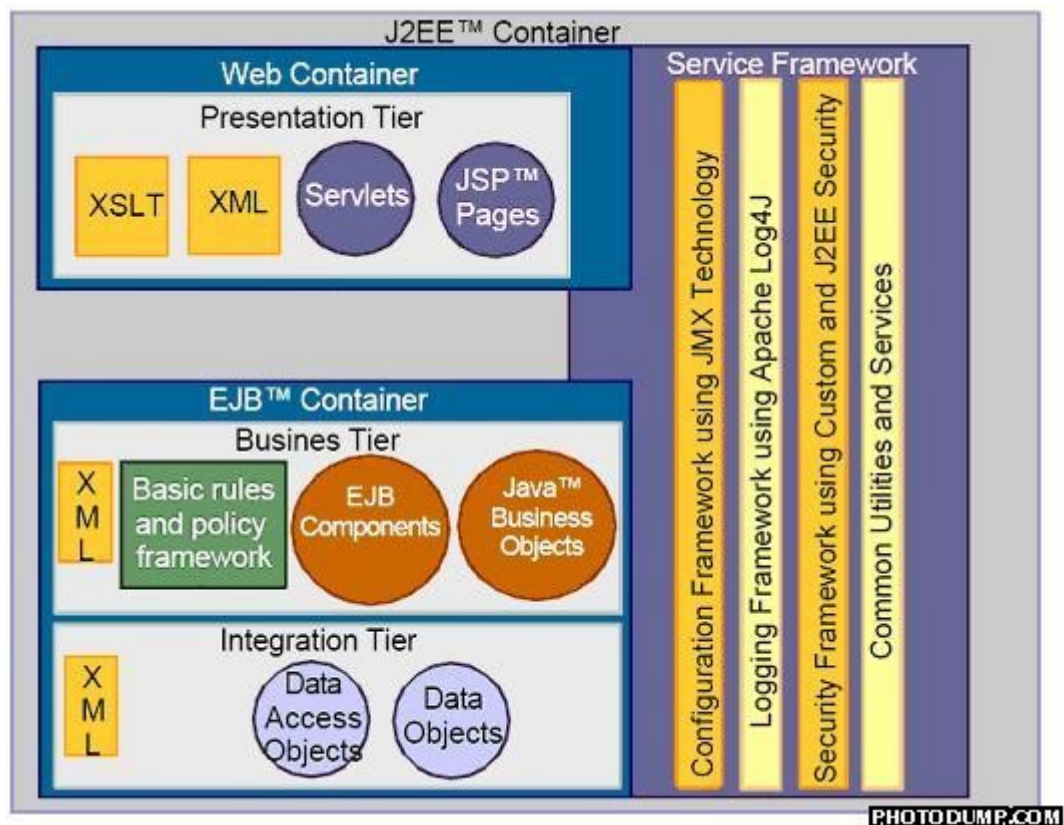 J2EE™ Container
Web Container
Presentation Tier
XSLT
XML
Servlets
JSP™
Pages
EJB™ Container
Busines Tier
X
M
L
Basic rules
and policy
framework
EJB
Components
Java™
Business
Objects
Integration Tier
X
M
L
Data
Access
Objects
Data
Objects
Service Framework
Configuration Framework using JMX Technology
Logging Framework using Apache Log4J
Security Framework using Custom and J2EE Security
Common Utilities and Services
PHOTODUMP.COM